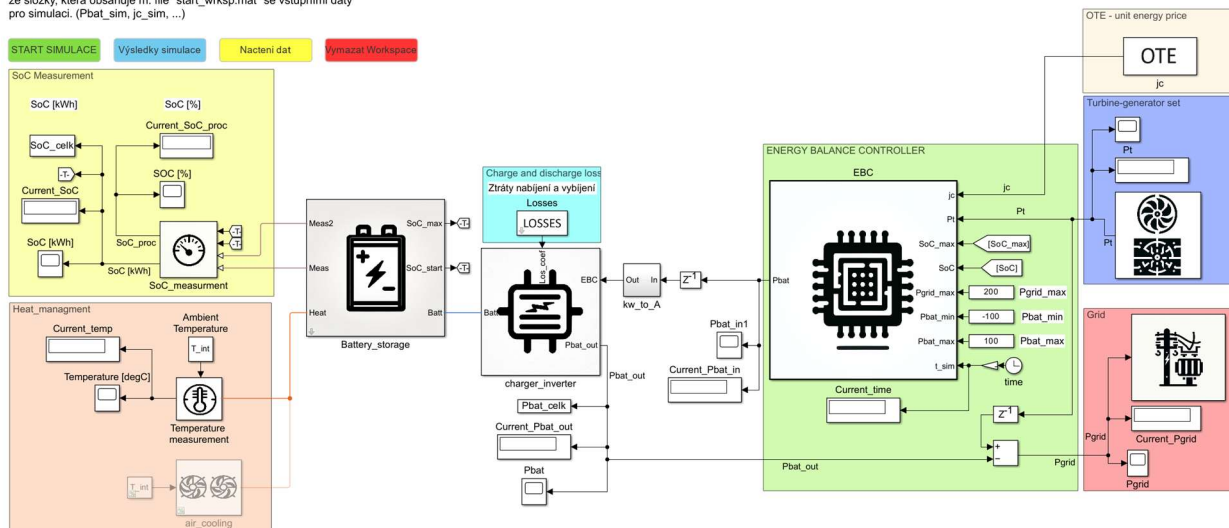 ze složky, která obsahuje m. file "start_wrksp.mat" se vstupními daty
pro simulaci. (Pbat_sim, jc_sim, ...)
START SIMULACE
Výsledky simulace
Nacteni dat
Vymazat Workspace
SoC Measurement
SoC [kWh]
SoC [%]
Current_SoC_proc
SoC_celk
-T-
SOC [%]
Current_SoC
SoC_proc
-T-
-T-
SoC [kWh]
SoC [kWh]
SoC_measurment
Heat_managment
Current_temp
Ambient
Temperature
T_int
Temperature [degC]
Temperature
measurement
T_int
air_cooling
Meas2
Meas
Heat
SoC_max
SoC_start
Batt
-T-
-T-
Battery_storage
Charge and discharge loss
Ztráty nabíjení a vybíjení
Losses
LOSSES
Los_coef
EBC
Batt
Pbat_out
charger_inverter
Pbat_out
Pbat_celk
Current_Pbat_out
Pbat
Out
In
kw_to_A
Z-1
Pbat_in1
Current_Pbat_in
Pbat_out
ENERGY BALANCE CONTROLLER
EBC
Pbat
jc
Pt
SoC_max
SoC
Pgrid_max
Pbat_min
Pbat_max
t_sim
jc
Pt
[SoC_max]
[SoC]
200
Pgrid_max
-100
Pbat_min
100
Pbat_max
time
Current_time
Z-1
+
−
Pgrid
Pgrid
OTE - unit energy price
OTE
jc
Turbine-generator set
Pt
Pt
Grid
Current_Pgrid
Pgrid